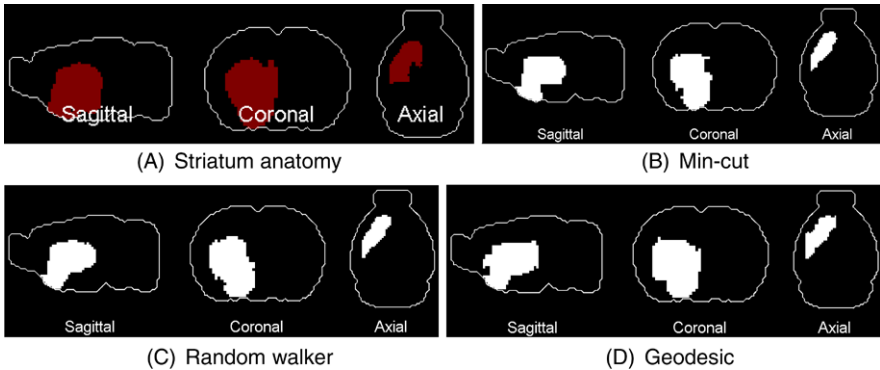 Sagittal Coronal Axial
Sagittal Coronal Axial
(A) Striatum anatomy
(B) Min-cut
Sagittal Coronal Axial
Sagittal Coronal Axial
(C) Random walker
(D) Geodesic